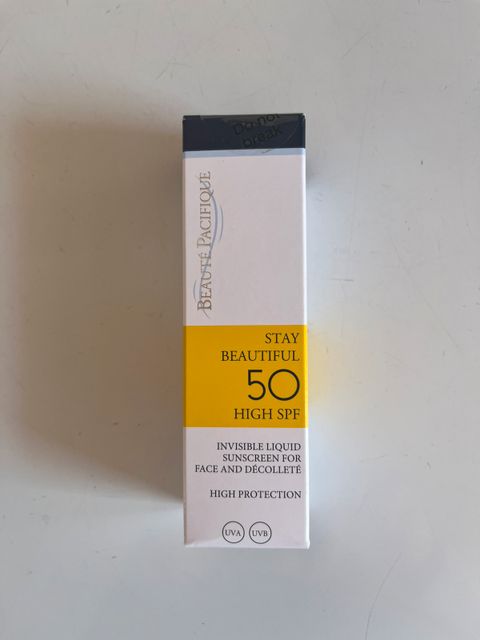 Do not
break
BEAUTÉ PACIFIQUE
STAY
BEAUTIFUL
50
HIGH SPF
INVISIBLE LIQUID
SUNSCREEN FOR
FACE AND DÉCOLLETÉ
HIGH PROTECTION
UVA UVB